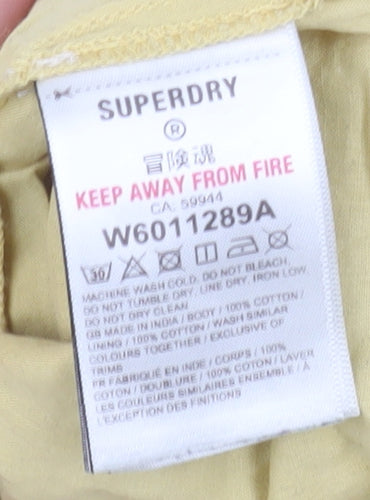 SUPERDRY
®
冒険魂
KEEP AWAY FROM FIRE
CA. 59944
W6011289A
30
MACHINE WASH COLD. DO NOT BLEACH.
DO NOT TUMBLE DRY. LINE DRY. IRON LOW.
DO NOT DRY CLEAN
GB MADE IN INDIA / BODY / 100% COTTON /
LINING / 100% COTTON / WASH SIMILAR
COLOURS TOGETHER / EXCLUSIVE OF
TRIMS
FR FABRIQUÉ EN INDE / CORPS / 100%
COTON / DOUBLURE / 100% COTON / LAVER
LES COULEURS SIMILAIRES ENSEMBLE / À
L'EXCEPTION DES FINITIONS